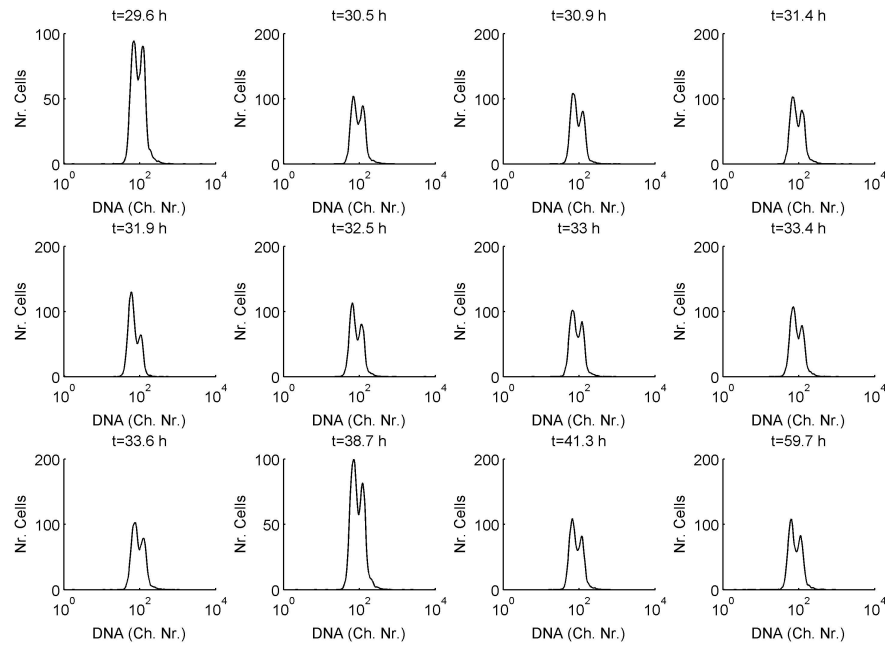 t=29.6 h
100
50
0
Nr. Cells
10^0 10^2 10^4
DNA (Ch. Nr.)
t=30.5 h
200
100
0
Nr. Cells
10^0 10^2 10^4
DNA (Ch. Nr.)
t=30.9 h
200
100
0
Nr. Cells
10^0 10^2 10^4
DNA (Ch. Nr.)
t=31.4 h
200
100
0
Nr. Cells
10^0 10^2 10^4
DNA (Ch. Nr.)
t=31.9 h
200
100
0
Nr. Cells
10^0 10^2 10^4
DNA (Ch. Nr.)
t=32.5 h
200
100
0
Nr. Cells
10^0 10^2 10^4
DNA (Ch. Nr.)
t=33 h
200
100
0
Nr. Cells
10^0 10^2 10^4
DNA (Ch. Nr.)
t=33.4 h
200
100
0
Nr. Cells
10^0 10^2 10^4
DNA (Ch. Nr.)
t=33.6 h
200
100
0
Nr. Cells
10^0 10^2 10^4
DNA (Ch. Nr.)
t=38.7 h
100
50
0
Nr. Cells
10^0 10^2 10^4
DNA (Ch. Nr.)
t=41.3 h
200
100
0
Nr. Cells
10^0 10^2 10^4
DNA (Ch. Nr.)
t=59.7 h
200
100
0
Nr. Cells
10^0 10^2 10^4
DNA (Ch. Nr.)